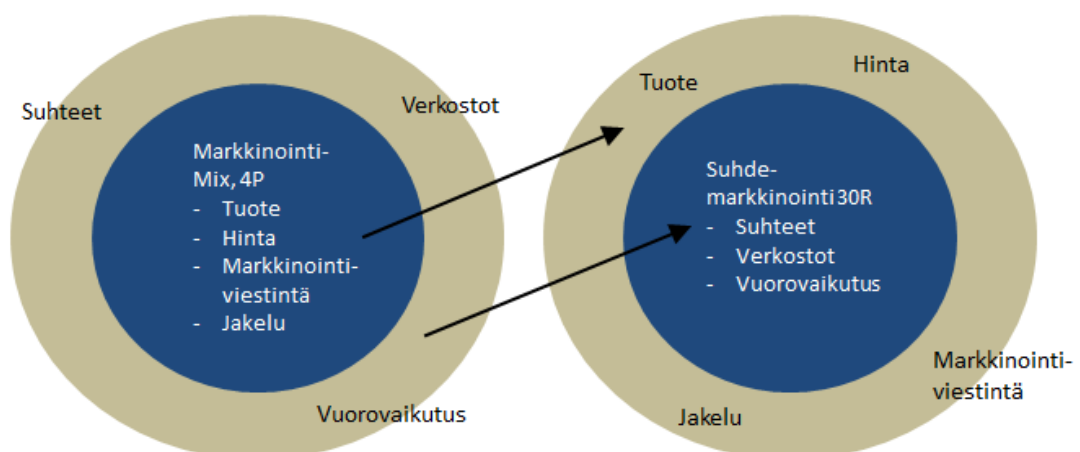 Suhteet
Verkostot
Markkinointi-
Mix, 4P
- Tuote
- Hinta
- Markkinointi-
viestintä
- Jakelu
Vuorovaikutus
Tuote
Hinta
Suhde-
markkinointi 30R
- Suhteet
- Verkostot
- Vuorovaikutus
Markkinointi-
viestintä
Jakelu